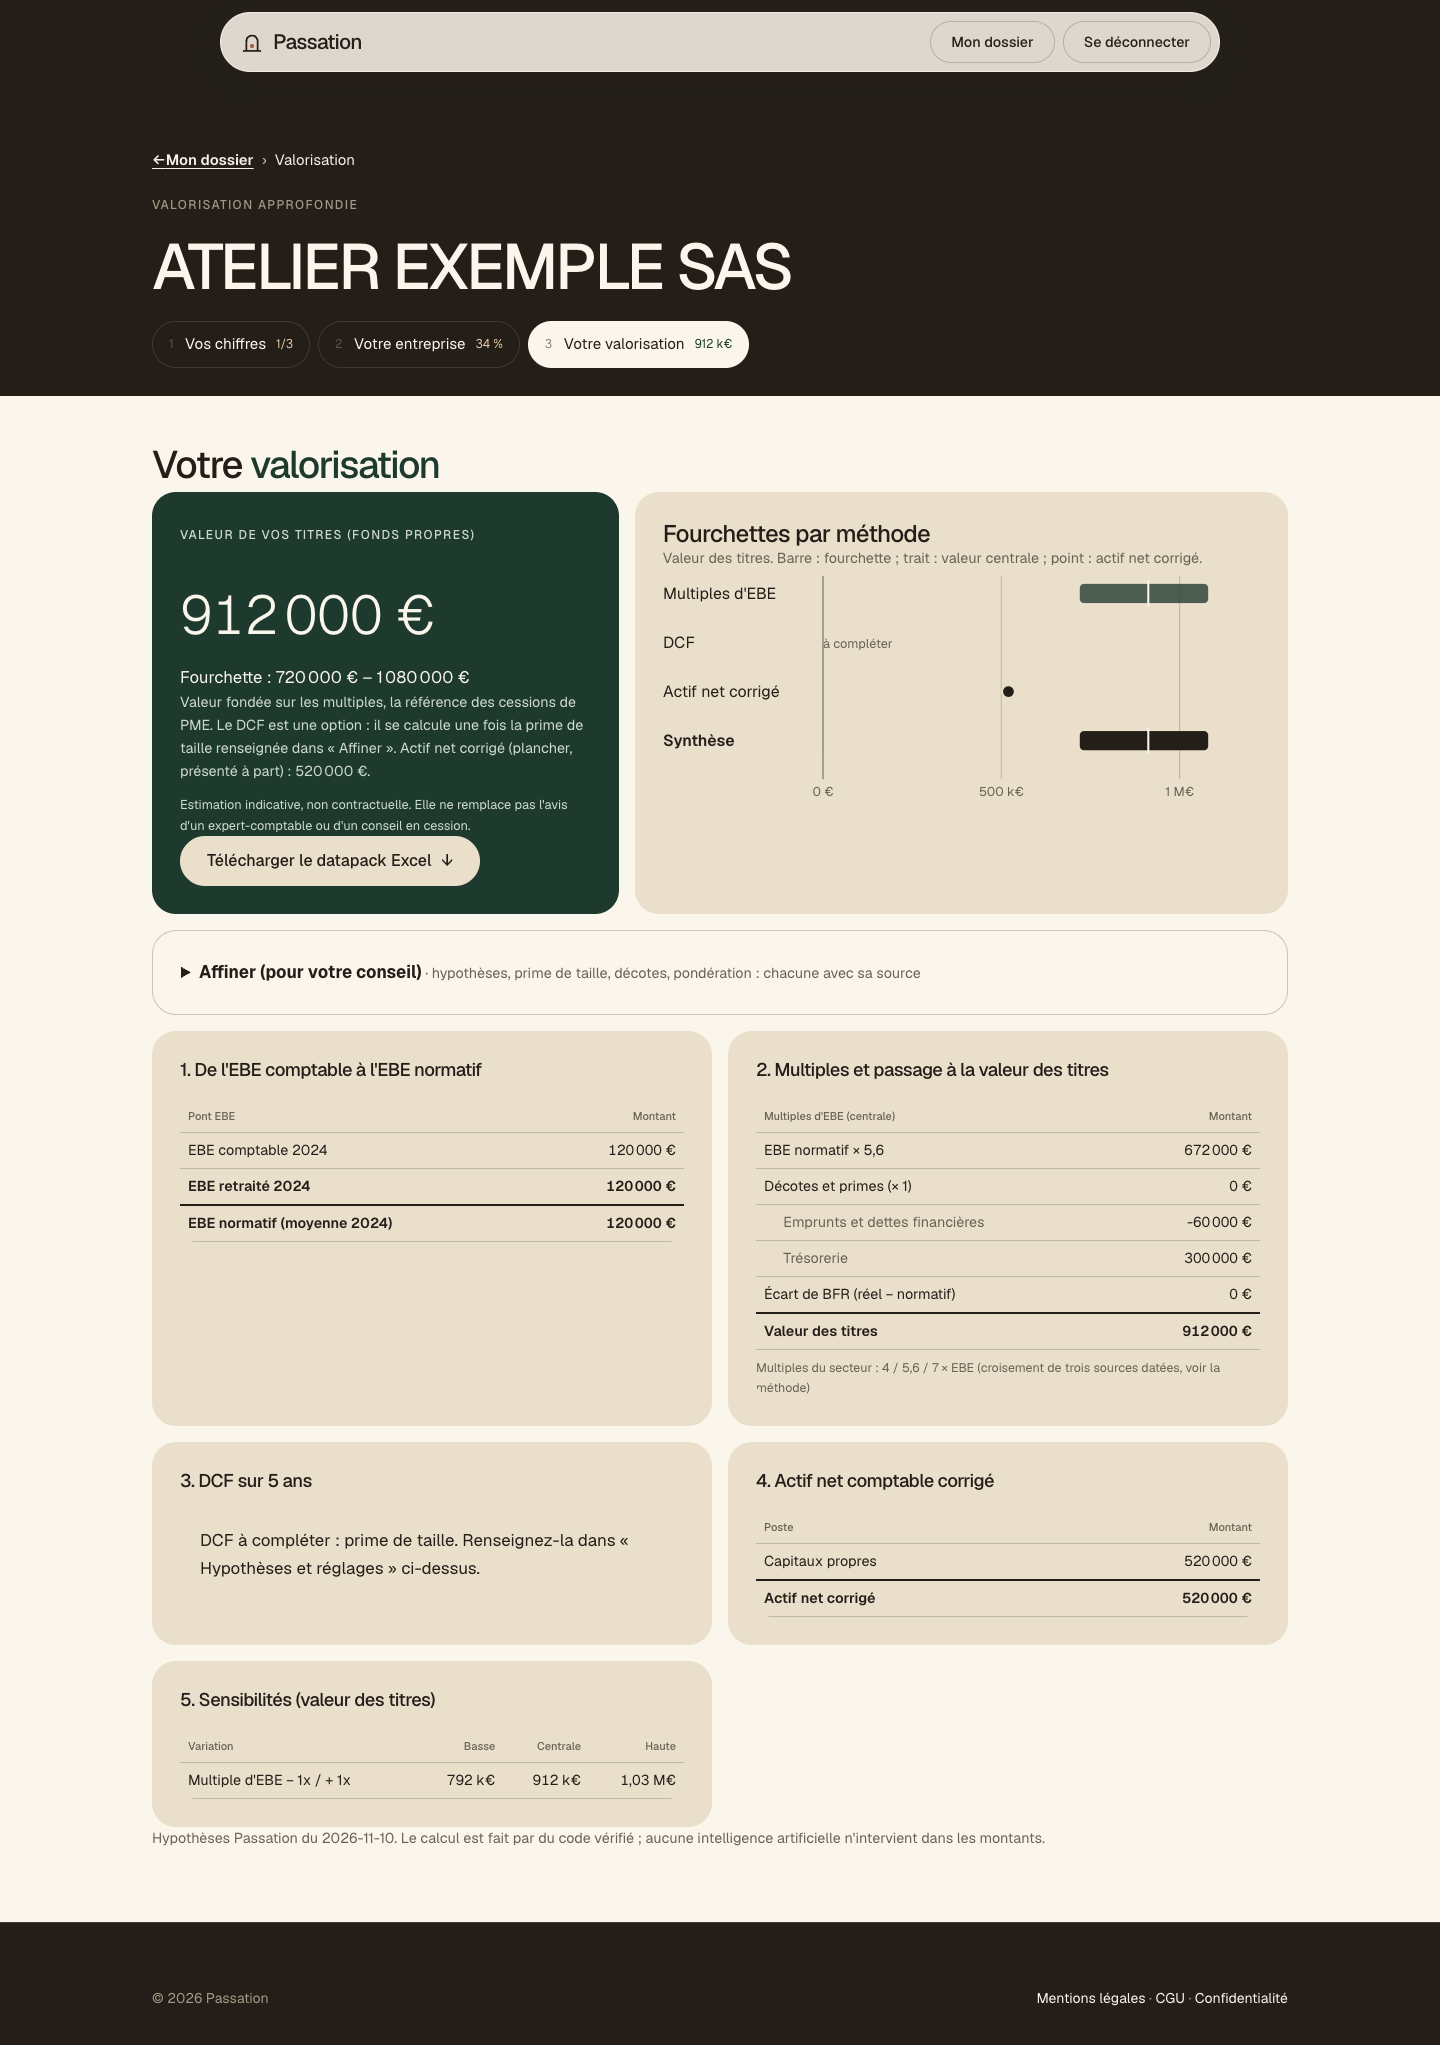 Passation
Mon dossier
Se déconnecter
←Mon dossier › Valorisation
VALORISATION APPROFONDIE
ATELIER EXEMPLE SAS
1 Vos chiffres 1/3
2 Votre entreprise 34 %
3 Votre valorisation 912 k€
Votre valorisation
VALEUR DE VOS TITRES (FONDS PROPRES)
912 000 €
Fourchette : 720 000 € – 1 080 000 €
Valeur fondée sur les multiples, la référence des cessions de
PME. Le DCF est une option : il se calcule une fois la prime de
taille renseignée dans « Affiner ». Actif net corrigé (plancher,
présenté à part) : 520 000 €.
Estimation indicative, non contractuelle. Elle ne remplace pas l'avis
d'un expert-comptable ou d'un conseil en cession.
Télécharger le datapack Excel ↓
Fourchettes par méthode
Valeur des titres. Barre : fourchette ; trait : valeur centrale ; point : actif net corrigé.
Multiples d'EBE
DCF
à compléter
Actif net corrigé
Synthèse
0 € 500 k€ 1 M€
Affiner (pour votre conseil) · hypothèses, prime de taille, décotes, pondération : chacune avec sa source
1. De l'EBE comptable à l'EBE normatif
Pont EBE Montant
EBE comptable 2024 120 000 €
EBE retraité 2024 120 000 €
EBE normatif (moyenne 2024) 120 000 €
2. Multiples et passage à la valeur des titres
Multiples d'EBE (centrale) Montant
EBE normatif × 5,6 672 000 €
Décotes et primes (× 1) 0 €
Emprunts et dettes financières -60 000 €
Trésorerie 300 000 €
Écart de BFR (réel – normatif) 0 €
Valeur des titres 912 000 €
Multiples du secteur : 4 / 5,6 / 7 × EBE (croisement de trois sources datées, voir la
méthode)
3. DCF sur 5 ans
DCF à compléter : prime de taille. Renseignez-la dans «
Hypothèses et réglages » ci-dessus.
4. Actif net comptable corrigé
Poste Montant
Capitaux propres 520 000 €
Actif net corrigé 520 000 €
5. Sensibilités (valeur des titres)
Variation Basse Centrale Haute
Multiple d'EBE – 1x / + 1x 792 k€ 912 k€ 1,03 M€
Hypothèses Passation du 2026-11-10. Le calcul est fait par du code vérifié ; aucune intelligence artificielle n'intervient dans les montants.
© 2026 Passation
Mentions légales · CGU · Confidentialité